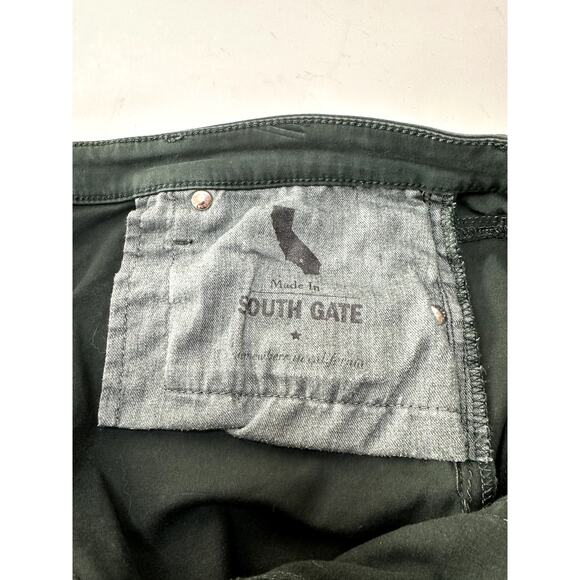 Made In
SOUTH GATE
Somewhere in california